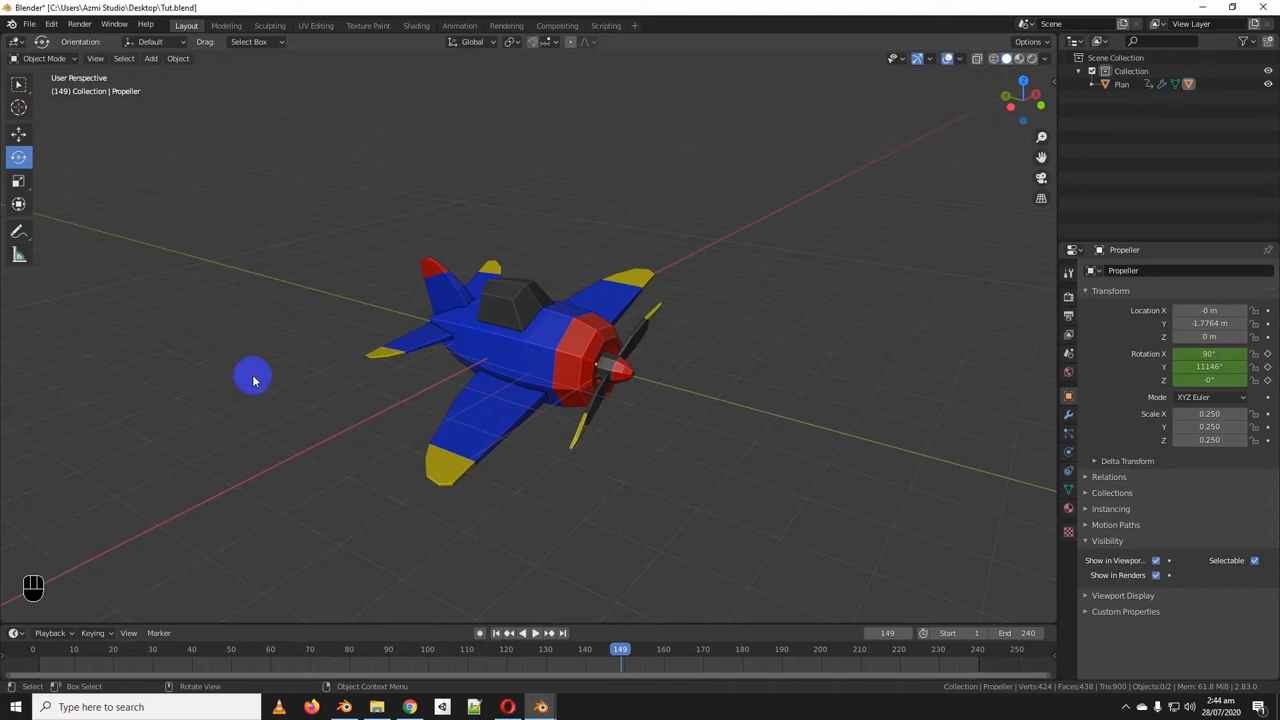 Blender* [C:\Users\Azmi Studio\Desktop\Tut.blend]
File Edit Render Window Help Layout Modeling Sculpting UV Editing Texture Paint Shading Animation Rendering Compositing Scripting + Scene View Layer
Orientation: Default Drag: Select Box Global Options
Object Mode View Select Add Object
User Perspective
(149) Collection | Propeller
Z
Y
X
Scene Collection
Collection
Plan
Propeller
Propeller
Transform
Location X -0 m
Y -1.7764 m
Z 0 m
Rotation X 90°
Y 11146°
Z -0°
Mode XYZ Euler
Scale X 0.250
Y 0.250
Z 0.250
Delta Transform
Relations
Collections
Instancing
Motion Paths
Visibility
Show in Viewpor.. Selectable
Show in Renders
Viewport Display
Custom Properties
Playback Keying View Marker 149 Start 1 End 240
0 10 20 30 40 50 60 70 80 90 100 110 120 130 140 149 160 170 180 190 200 210 220 230 240 250
Select Box Select Rotate View Object Context Menu Collection | Propeller | Verts:424 | Faces:438 | Tris:900 | Objects:0/2 | Mem: 61.8 MiB | 2.83.0
Type here to search
2:44 am
28/07/2020